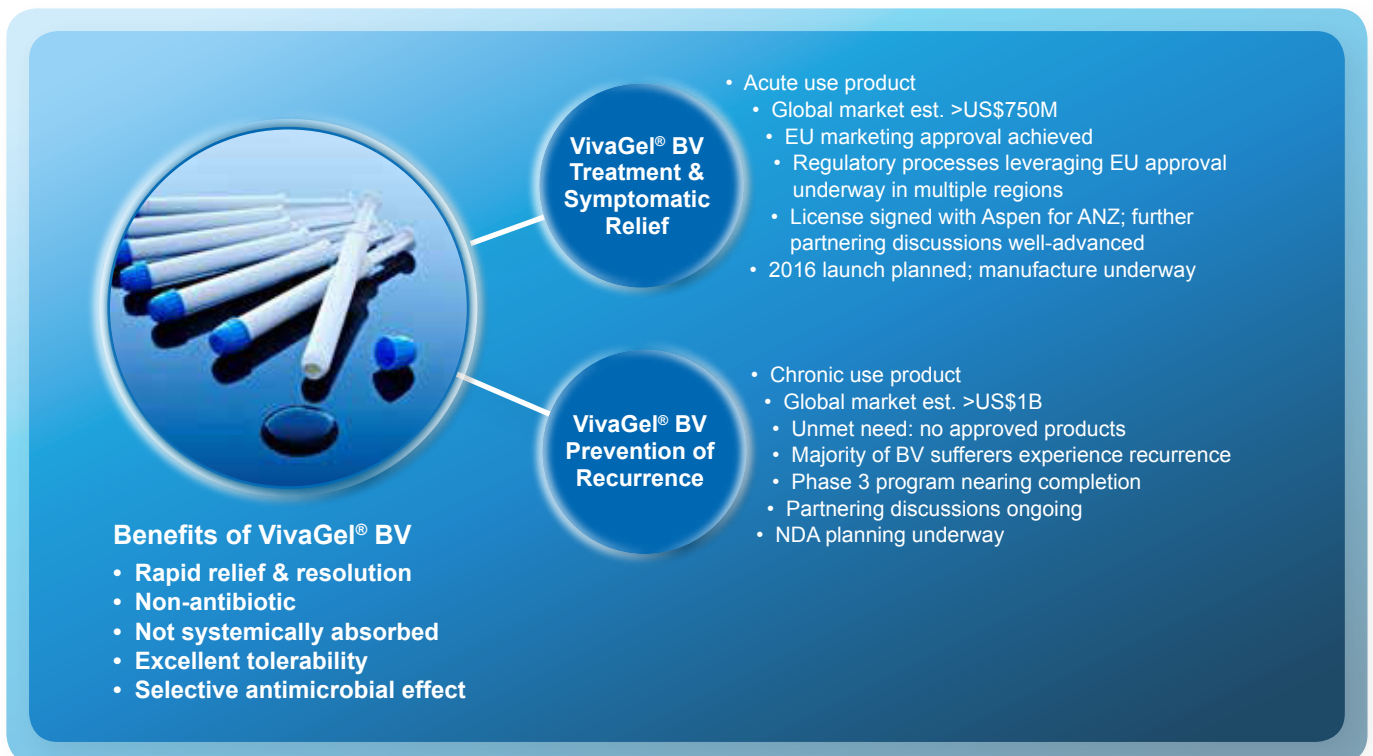 VivaGel® BV
Treatment &
Symptomatic
Relief
• Acute use product
• Global market est. >US$750M
• EU marketing approval achieved
• Regulatory processes leveraging EU approval
underway in multiple regions
• License signed with Aspen for ANZ; further
partnering discussions well-advanced
• 2016 launch planned; manufacture underway
VivaGel® BV
Prevention of
Recurrence
• Chronic use product
• Global market est. >US$1B
• Unmet need: no approved products
• Majority of BV sufferers experience recurrence
• Phase 3 program nearing completion
• Partnering discussions ongoing
• NDA planning underway
Benefits of VivaGel® BV
• Rapid relief & resolution
• Non-antibiotic
• Not systemically absorbed
• Excellent tolerability
• Selective antimicrobial effect